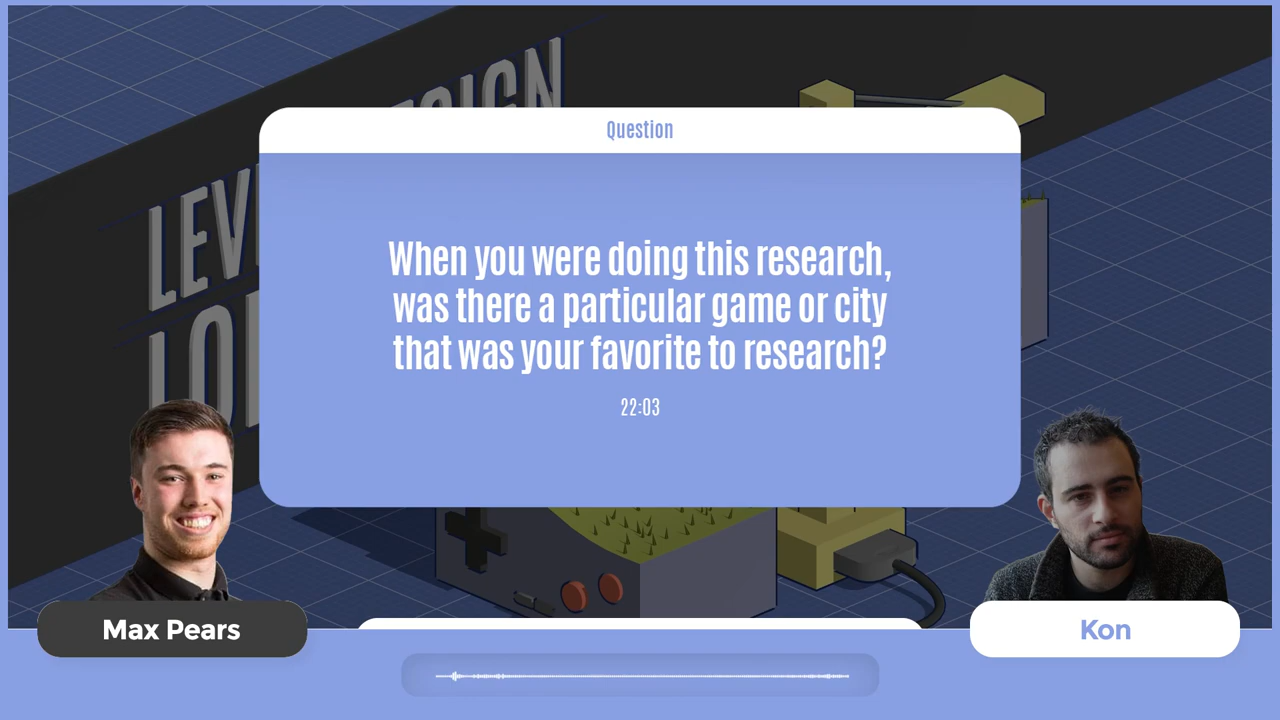 Question
When you were doing this research,
was there a particular game or city
that was your favorite to research?
22:03
Max Pears
Kon